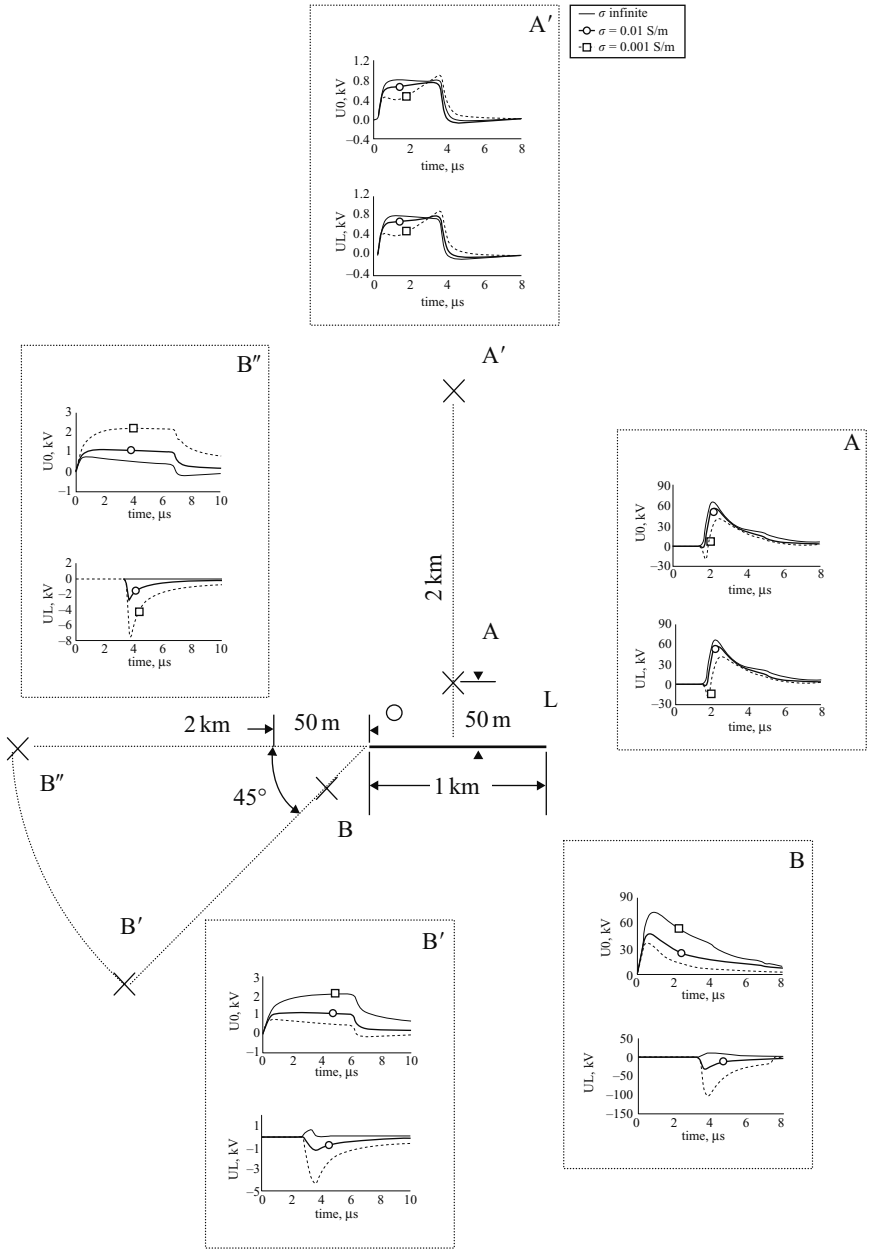 A′
σ infinite
σ = 0.01 S/m
σ = 0.001 S/m
U0, kV
1.2
0.8
0.4
0.0
−0.4
0 2 4 6 8
time, μs
UL, kV
1.2
0.8
0.4
0.0
−0.4
0 2 4 6 8
time, μs
B″
U0, kV
3
2
1
0
−1
0 2 4 6 8 10
time, μs
UL, kV
2
0
−2
−4
−6
−8
0 2 4 6 8 10
time, μs
A′
2 km
A
50 m
L
2 km
50 m
1 km
45°
B″
B
B′
A
U0, kV
90
60
30
0
−30
0 2 4 6 8
time, μs
UL, kV
90
60
30
0
−30
0 2 4 6 8
time, μs
B′
U0, kV
3
2
1
0
−1
0 2 4 6 8 10
time, μs
UL, kV
1
−1
−3
−5
0 2 4 6 8 10
time, μs
B
U0, kV
90
60
30
0
0 2 4 6 8
time, μs
UL, kV
50
0
−50
−100
−150
0 2 4 6 8
time, μs